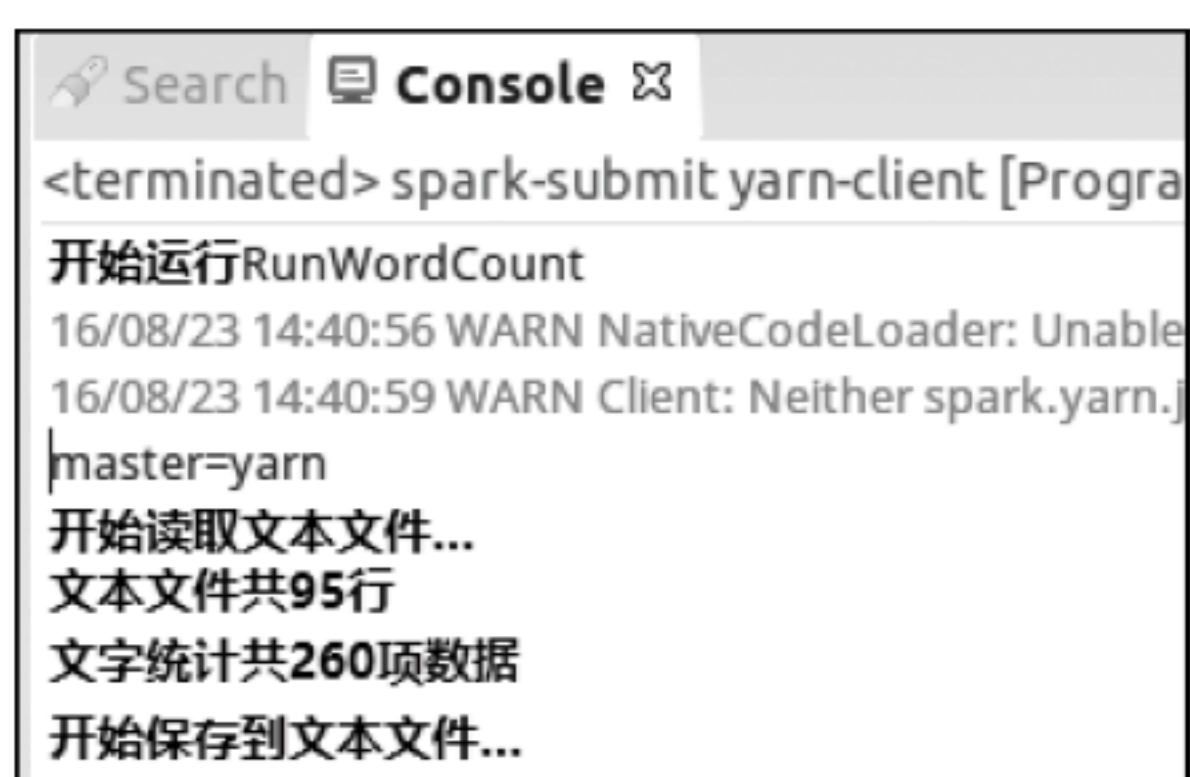 Search Console
<terminated> spark-submit yarn-client [Progra
开始运行RunWordCount
16/08/23 14:40:56 WARN NativeCodeLoader: Unable
16/08/23 14:40:59 WARN Client: Neither spark.yarn.j
master=yarn
开始读取文本文件...
文本文件共95行
文字统计共260项数据
开始保存到文本文件...